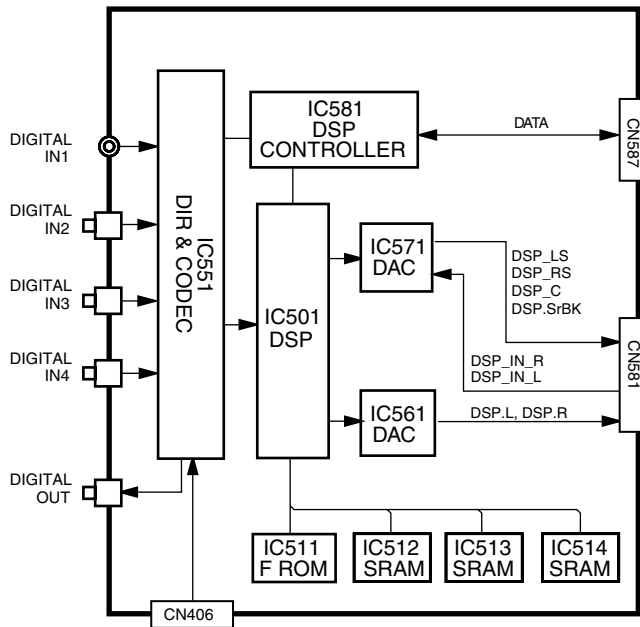 IC581
DSP
CONTROLLER
DATA
CN587
DIGITAL
IN1
DIGITAL
IN2
DIGITAL
IN3
DIGITAL
IN4
DIGITAL
OUT
IC551
DIR & CODEC
IC501
DSP
IC571
DAC
DSP_LS
DSP_RS
DSP_C
DSP.SrBK
DSP_IN_R
DSP_IN_L
CN581
IC561
DAC
DSP.L, DSP.R
IC511
F ROM
IC512
SRAM
IC513
SRAM
IC514
SRAM
CN406